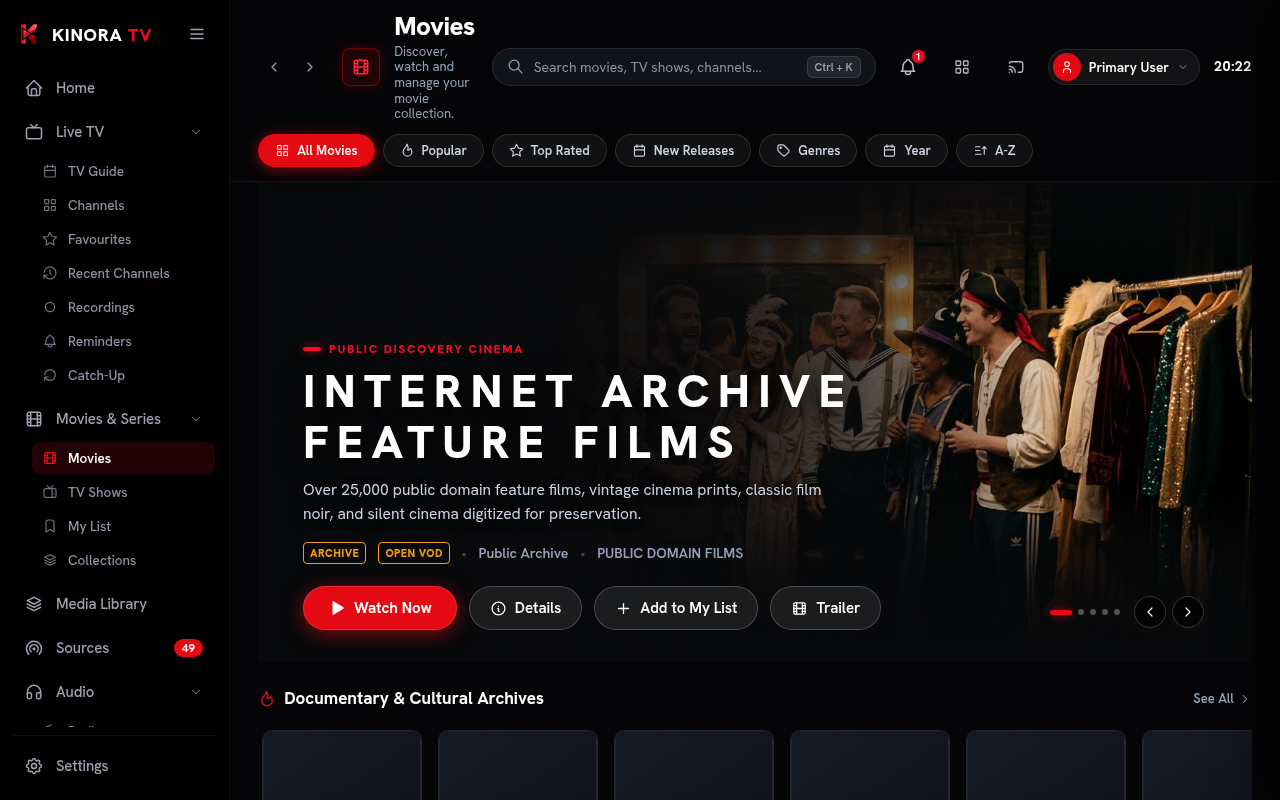 KINORA TV
Home
Live TV
TV Guide
Channels
Favourites
Recent Channels
Recordings
Reminders
Catch-Up
Movies & Series
Movies
TV Shows
My List
Collections
Media Library
Sources
49
Audio
Settings
Movies
Discover,
watch and
manage your
movie
collection.
Search movies, TV shows, channels...
Ctrl + K
1
Primary User
20:22
All Movies
Popular
Top Rated
New Releases
Genres
Year
A-Z
PUBLIC DISCOVERY CINEMA
INTERNET ARCHIVE
FEATURE FILMS
Over 25,000 public domain feature films, vintage cinema prints, classic film
noir, and silent cinema digitized for preservation.
ARCHIVE
OPEN VOD
• Public Archive • PUBLIC DOMAIN FILMS
Watch Now
Details
Add to My List
Trailer
Documentary & Cultural Archives
See All